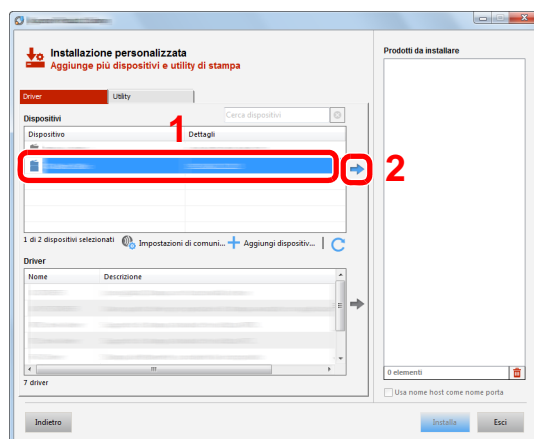 Installazione personalizzata
Aggiunge più dispositivi e utility di stampa
Prodotti da installare
Driver
Utility
Dispositivi
Cerca dispositivi
1
Dispositivo
Dettagli
2
1 di 2 dispositivi selezionati
Impostazioni di comuni...
Aggiungi dispositiv...
Driver
Nome
Descrizione
7 driver
0 elementi
Usa nome host come nome porta
Indietro
Installa
Esci